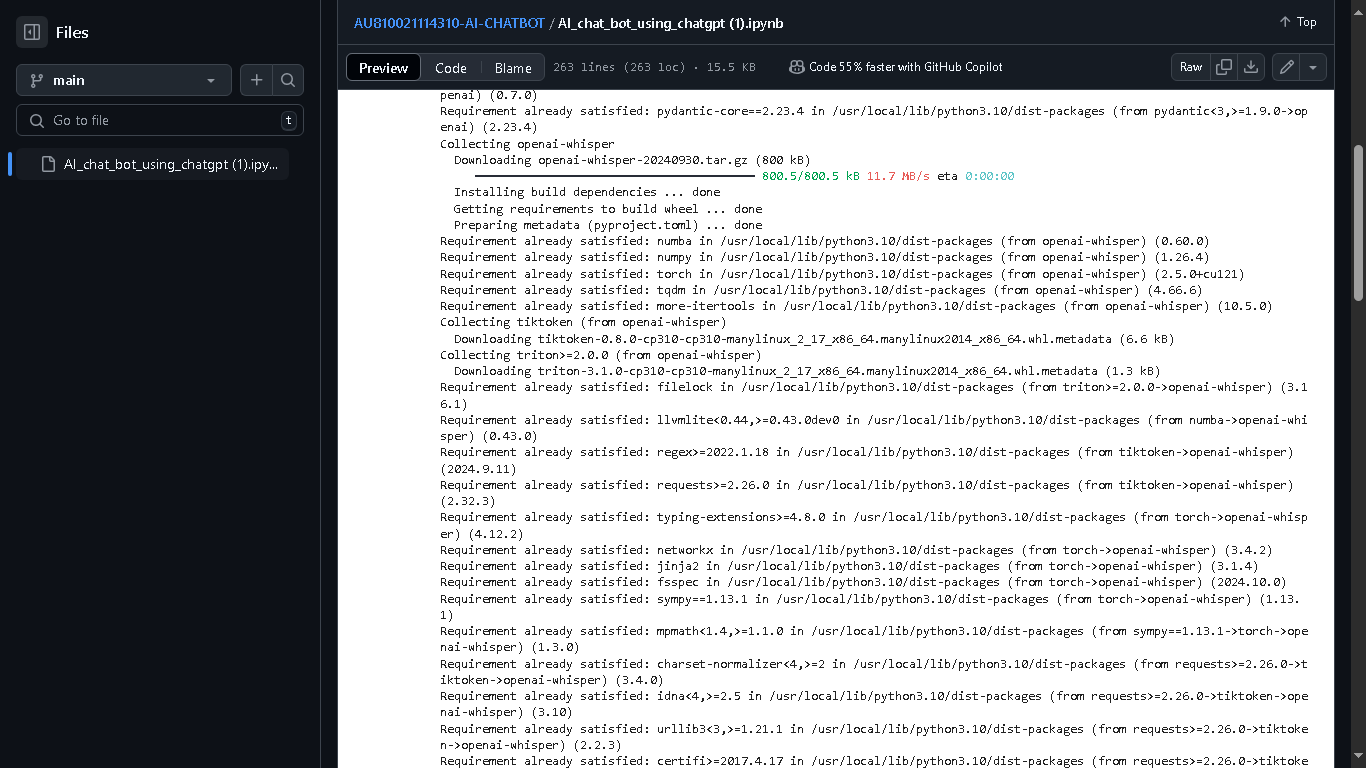 Files
main
Go to file
t
AI_chat_bot_using_chatgpt (1).ipy...
AU810021114310-AI-CHATBOT / AI_chat_bot_using_chatgpt (1).ipynb
Top
Preview
Code
Blame
263 lines (263 loc) · 15.5 KB
Code 55% faster with GitHub Copilot
Raw
penai) (0.7.0)
Requirement already satisfied: pydantic-core==2.23.4 in /usr/local/lib/python3.10/dist-packages (from pydantic<3,>=1.9.0->op
enai) (2.23.4)
Collecting openai-whisper
Downloading openai-whisper-20240930.tar.gz (800 kB)
800.5/800.5 kB 11.7 MB/s eta 0:00:00
Installing build dependencies ... done
Getting requirements to build wheel ... done
Preparing metadata (pyproject.toml) ... done
Requirement already satisfied: numba in /usr/local/lib/python3.10/dist-packages (from openai-whisper) (0.60.0)
Requirement already satisfied: numpy in /usr/local/lib/python3.10/dist-packages (from openai-whisper) (1.26.4)
Requirement already satisfied: torch in /usr/local/lib/python3.10/dist-packages (from openai-whisper) (2.5.0+cu121)
Requirement already satisfied: tqdm in /usr/local/lib/python3.10/dist-packages (from openai-whisper) (4.66.6)
Requirement already satisfied: more-itertools in /usr/local/lib/python3.10/dist-packages (from openai-whisper) (10.5.0)
Collecting tiktoken (from openai-whisper)
Downloading tiktoken-0.8.0-cp310-cp310-manylinux_2_17_x86_64.manylinux2014_x86_64.whl.metadata (6.6 kB)
Collecting triton>=2.0.0 (from openai-whisper)
Downloading triton-3.1.0-cp310-cp310-manylinux_2_17_x86_64.manylinux2014_x86_64.whl.metadata (1.3 kB)
Requirement already satisfied: filelock in /usr/local/lib/python3.10/dist-packages (from triton>=2.0.0->openai-whisper) (3.1
6.1)
Requirement already satisfied: llvmlite<0.44,>=0.43.0dev0 in /usr/local/lib/python3.10/dist-packages (from numba->openai-whi
sper) (0.43.0)
Requirement already satisfied: regex>=2022.1.18 in /usr/local/lib/python3.10/dist-packages (from tiktoken->openai-whisper)
(2024.9.11)
Requirement already satisfied: requests>=2.26.0 in /usr/local/lib/python3.10/dist-packages (from tiktoken->openai-whisper)
(2.32.3)
Requirement already satisfied: typing-extensions>=4.8.0 in /usr/local/lib/python3.10/dist-packages (from torch->openai-whisp
er) (4.12.2)
Requirement already satisfied: networkx in /usr/local/lib/python3.10/dist-packages (from torch->openai-whisper) (3.4.2)
Requirement already satisfied: jinja2 in /usr/local/lib/python3.10/dist-packages (from torch->openai-whisper) (3.1.4)
Requirement already satisfied: fsspec in /usr/local/lib/python3.10/dist-packages (from torch->openai-whisper) (2024.10.0)
Requirement already satisfied: sympy==1.13.1 in /usr/local/lib/python3.10/dist-packages (from torch->openai-whisper) (1.13.
1)
Requirement already satisfied: mpmath<1.4,>=1.1.0 in /usr/local/lib/python3.10/dist-packages (from sympy==1.13.1->torch->ope
nai-whisper) (1.3.0)
Requirement already satisfied: charset-normalizer<4,>=2 in /usr/local/lib/python3.10/dist-packages (from requests>=2.26.0->t
iktoken->openai-whisper) (3.4.0)
Requirement already satisfied: idna<4,>=2.5 in /usr/local/lib/python3.10/dist-packages (from requests>=2.26.0->tiktoken->ope
nai-whisper) (3.10)
Requirement already satisfied: urllib3<3,>=1.21.1 in /usr/local/lib/python3.10/dist-packages (from requests>=2.26.0->tiktoke
n->openai-whisper) (2.2.3)
Requirement already satisfied: certifi>=2017.4.17 in /usr/local/lib/python3.10/dist-packages (from requests>=2.26.0->tiktoke